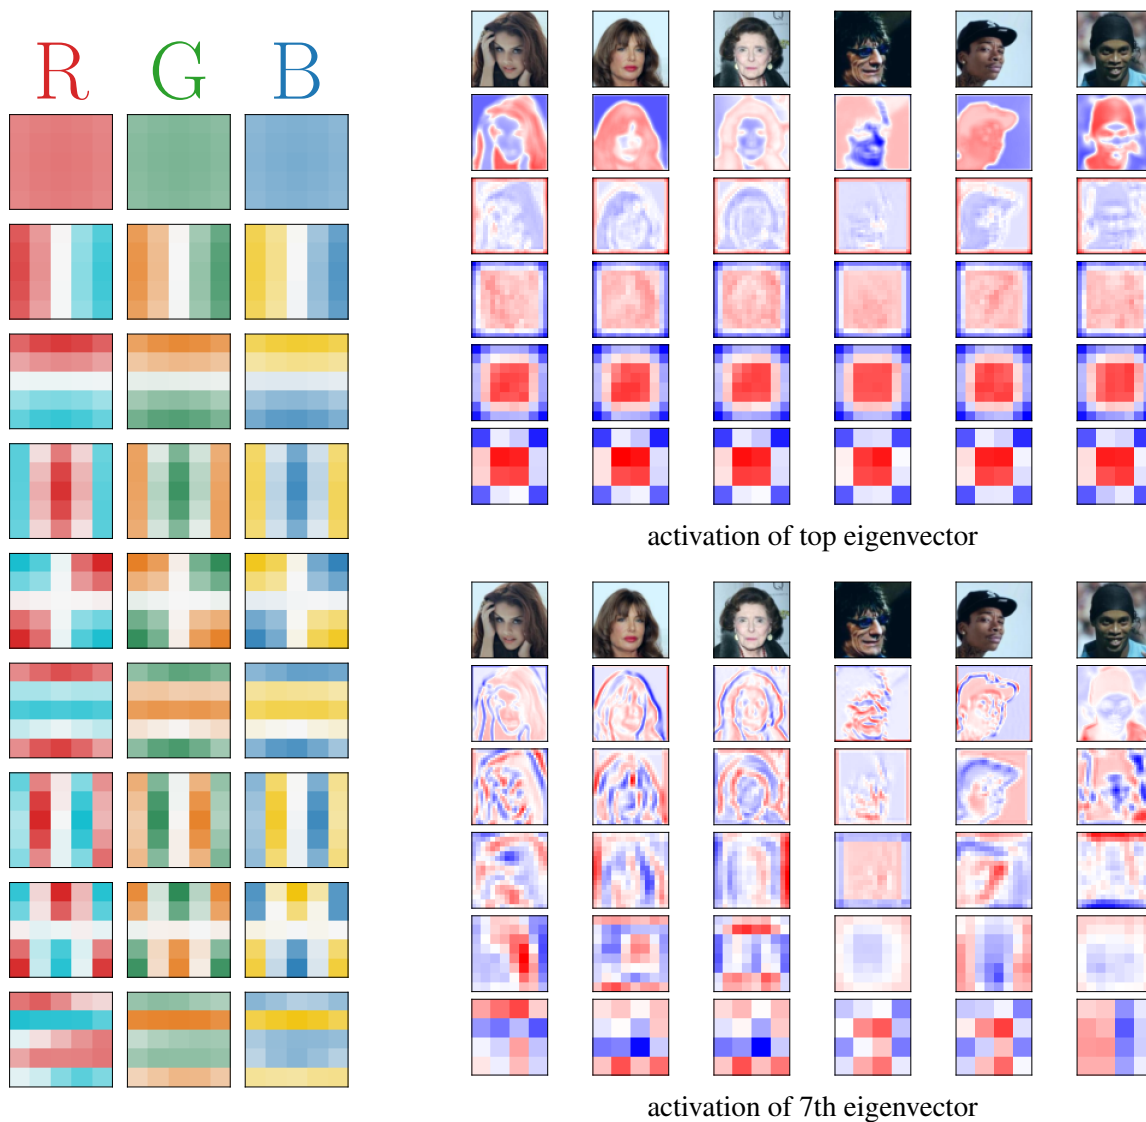 R G B
activation of top eigenvector
activation of 7th eigenvector